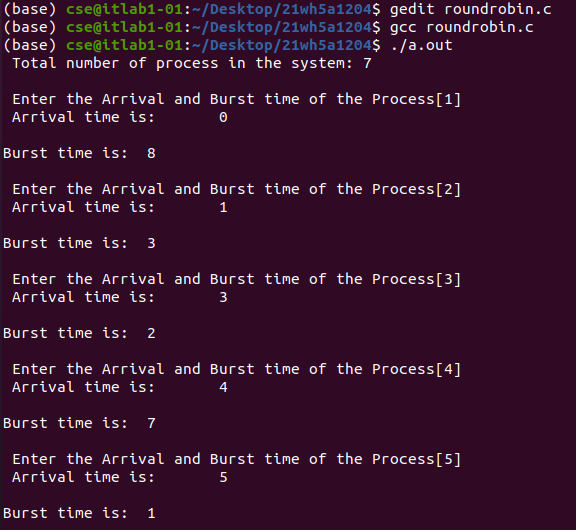 (base) cse@itlab1-01:~/Desktop/21wh5a1204$ gedit roundrobin.c
(base) cse@itlab1-01:~/Desktop/21wh5a1204$ gcc roundrobin.c
(base) cse@itlab1-01:~/Desktop/21wh5a1204$ ./a.out
Total number of process in the system: 7
Enter the Arrival and Burst time of the Process[1]
Arrival time is: 0
Burst time is: 8
Enter the Arrival and Burst time of the Process[2]
Arrival time is: 1
Burst time is: 3
Enter the Arrival and Burst time of the Process[3]
Arrival time is: 3
Burst time is: 2
Enter the Arrival and Burst time of the Process[4]
Arrival time is: 4
Burst time is: 7
Enter the Arrival and Burst time of the Process[5]
Arrival time is: 5
Burst time is: 1